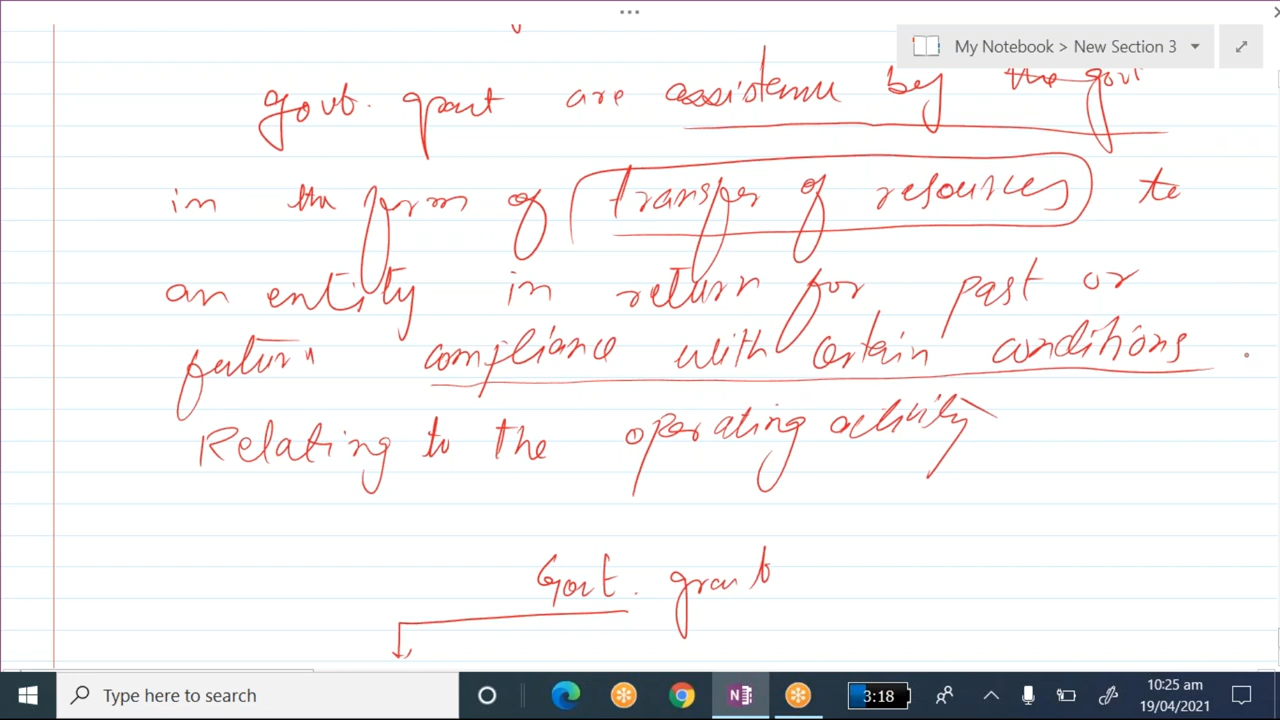 My Notebook > New Section 3
Govt. grant are assistance by the govt
in the form of transfer of resources to
an entity in return for past or
future compliance with certain conditions.
Relating to the operating activity
Govt. grant
Type here to search
3:18
10:25 am
19/04/2021